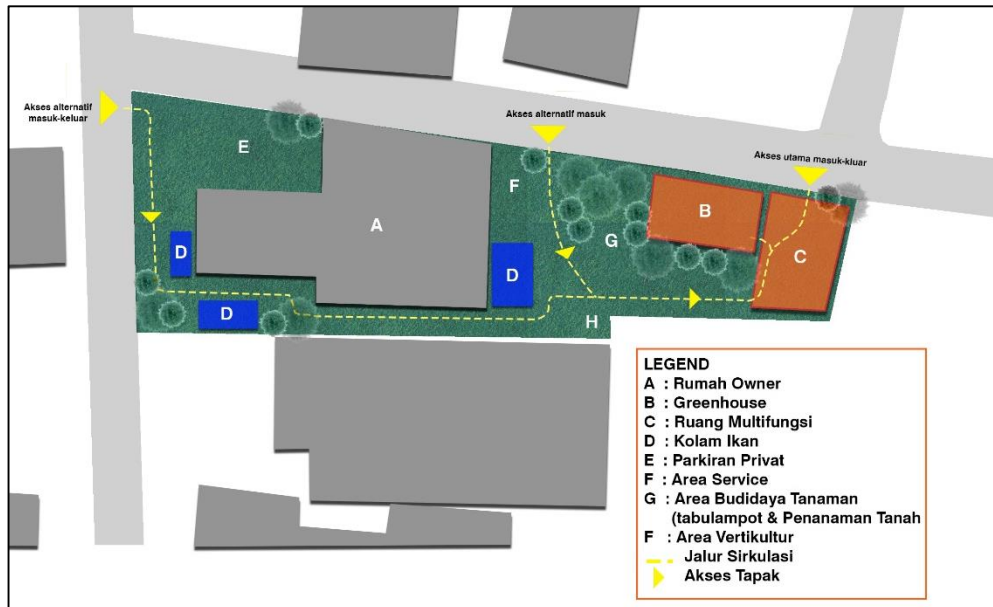 Akses alternatif
masuk-keluar
Akses alternatif masuk
Akses utama masuk-kluar
E
F
A
B
G
C
D
D
D
H
LEGEND
A : Rumah Owner
B : Greenhouse
C : Ruang Multifungsi
D : Kolam Ikan
E : Parkiran Privat
F : Area Service
G : Area Budidaya Tanaman
(tabulampot & Penanaman Tanah
F : Area Vertikultur
Jalur Sirkulasi
Akses Tapak